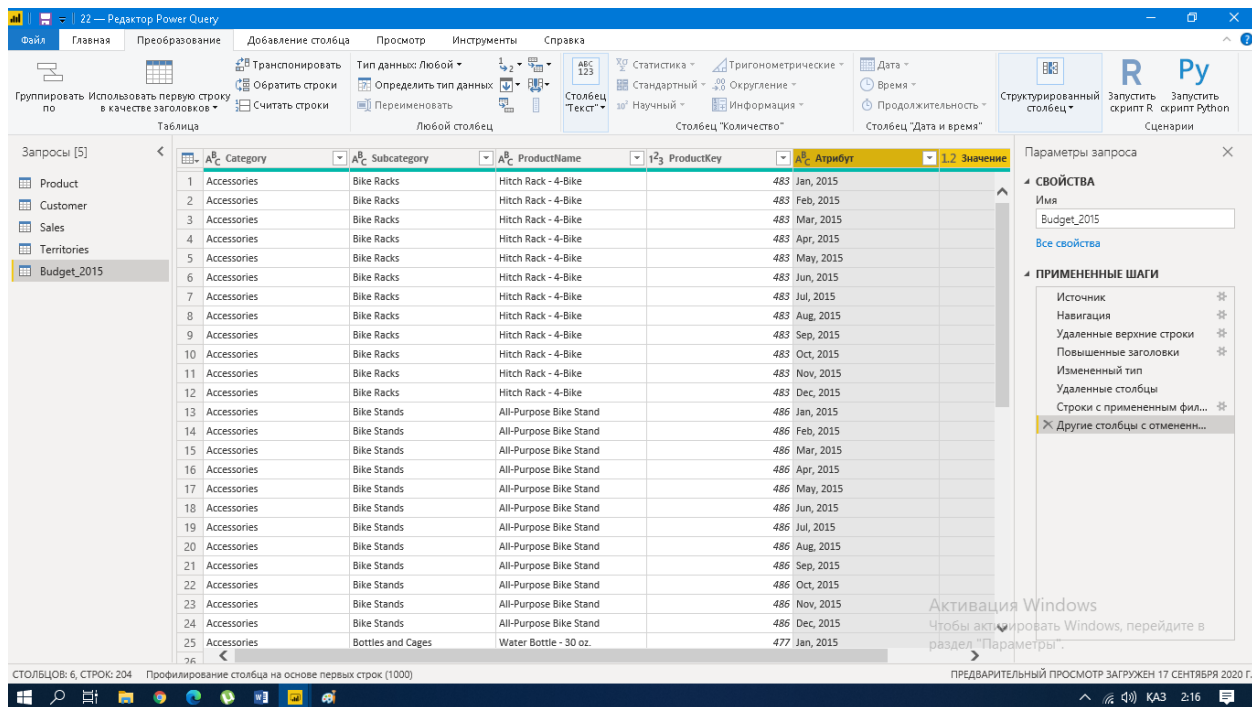 22 — Редактор Power Query
Файл Главная Преобразование Добавление столбца Просмотр Инструменты Справка
Группировать по
Использовать первую строку в качестве заголовков
Транспонировать
Обратить строки
Считать строки
Таблица
Тип данных: Любой
Определить тип данных
Переименовать
Любой столбец
ABC 123
Столбец "Текст"
Статистика
Стандартный
Научный
Тригонометрические
Округление
Информация
Столбец "Количество"
Дата
Время
Продолжительность
Столбец "Дата и время"
Структурированный столбец
R
Запустить скрипт R
Py
Запустить скрипт Python
Сценарии
Запросы [5]
Product
Customer
Sales
Territories
Budget_2015
Category Subcategory ProductName ProductKey Атрибут 1.2 Значение
1 Accessories Bike Racks Hitch Rack - 4-Bike 483 Jan, 2015
2 Accessories Bike Racks Hitch Rack - 4-Bike 483 Feb, 2015
3 Accessories Bike Racks Hitch Rack - 4-Bike 483 Mar, 2015
4 Accessories Bike Racks Hitch Rack - 4-Bike 483 Apr, 2015
5 Accessories Bike Racks Hitch Rack - 4-Bike 483 May, 2015
6 Accessories Bike Racks Hitch Rack - 4-Bike 483 Jun, 2015
7 Accessories Bike Racks Hitch Rack - 4-Bike 483 Jul, 2015
8 Accessories Bike Racks Hitch Rack - 4-Bike 483 Aug, 2015
9 Accessories Bike Racks Hitch Rack - 4-Bike 483 Sep, 2015
10 Accessories Bike Racks Hitch Rack - 4-Bike 483 Oct, 2015
11 Accessories Bike Racks Hitch Rack - 4-Bike 483 Nov, 2015
12 Accessories Bike Racks Hitch Rack - 4-Bike 483 Dec, 2015
13 Accessories Bike Stands All-Purpose Bike Stand 486 Jan, 2015
14 Accessories Bike Stands All-Purpose Bike Stand 486 Feb, 2015
15 Accessories Bike Stands All-Purpose Bike Stand 486 Mar, 2015
16 Accessories Bike Stands All-Purpose Bike Stand 486 Apr, 2015
17 Accessories Bike Stands All-Purpose Bike Stand 486 May, 2015
18 Accessories Bike Stands All-Purpose Bike Stand 486 Jun, 2015
19 Accessories Bike Stands All-Purpose Bike Stand 486 Jul, 2015
20 Accessories Bike Stands All-Purpose Bike Stand 486 Aug, 2015
21 Accessories Bike Stands All-Purpose Bike Stand 486 Sep, 2015
22 Accessories Bike Stands All-Purpose Bike Stand 486 Oct, 2015
23 Accessories Bike Stands All-Purpose Bike Stand 486 Nov, 2015
24 Accessories Bike Stands All-Purpose Bike Stand 486 Dec, 2015
25 Accessories Bottles and Cages Water Bottle - 30 oz. 477 Jan, 2015
26
Параметры запроса
СВОЙСТВА
Имя
Budget_2015
Все свойства
ПРИМЕНЕННЫЕ ШАГИ
Источник
Навигация
Удаленные верхние строки
Повышенные заголовки
Измененный тип
Удаленные столбцы
Строки с примененным фил...
Другие столбцы с отмененн...
Активация Windows
Чтобы активировать Windows, перейдите в
раздел "Параметры".
СТОЛБЦОВ: 6, СТРОК: 204 Профилирование столбца на основе первых строк (1000) ПРЕДВАРИТЕЛЬНЫЙ ПРОСМОТР ЗАГРУЖЕН 17 СЕНТЯБРЯ 2020 Г.
ҚАЗ 2:16